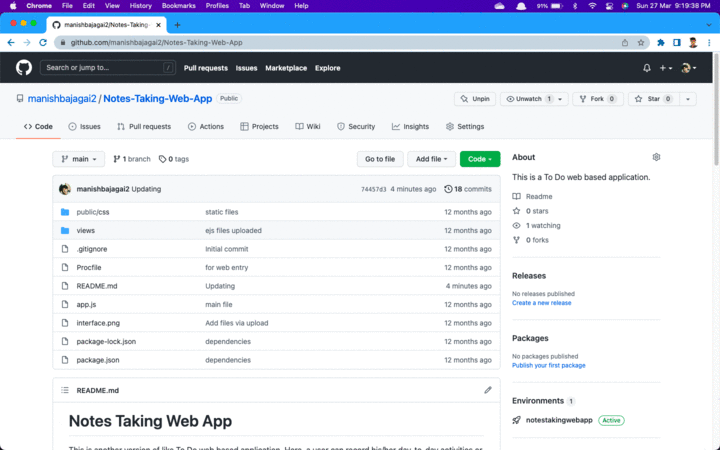 Chrome File Edit View History Bookmarks Profiles Tab Window Help 91% Sun 27 Mar 9:19:38 PM
manishbajagai2/Notes-Taking-
github.com/manishbajagai2/Notes-Taking-Web-App
Search or jump to... / Pull requests Issues Marketplace Explore
manishbajagai2 / Notes-Taking-Web-App Public Unpin Unwatch 1 Fork 0 Star 0
Code Issues Pull requests Actions Projects Wiki Security Insights Settings
main 1 branch 0 tags Go to file Add file Code
manishbajagai2 Updating 74457d3 4 minutes ago 18 commits
public/css static files 12 months ago
views ejs files uploaded 12 months ago
.gitignore Initial commit 12 months ago
Procfile for web entry 12 months ago
README.md Updating 4 minutes ago
app.js main file 12 months ago
interface.png Add files via upload 12 months ago
package-lock.json dependencies 12 months ago
package.json dependencies 12 months ago
README.md
Notes Taking Web App
This is another version of like To Do web based application. Here, a user can record his/her day-to-day activities or
About
This is a To Do web based application.
Readme
0 stars
1 watching
0 forks
Releases
No releases published
Create a new release
Packages
No packages published
Publish your first package
Environments 1
notestakingwebapp Active